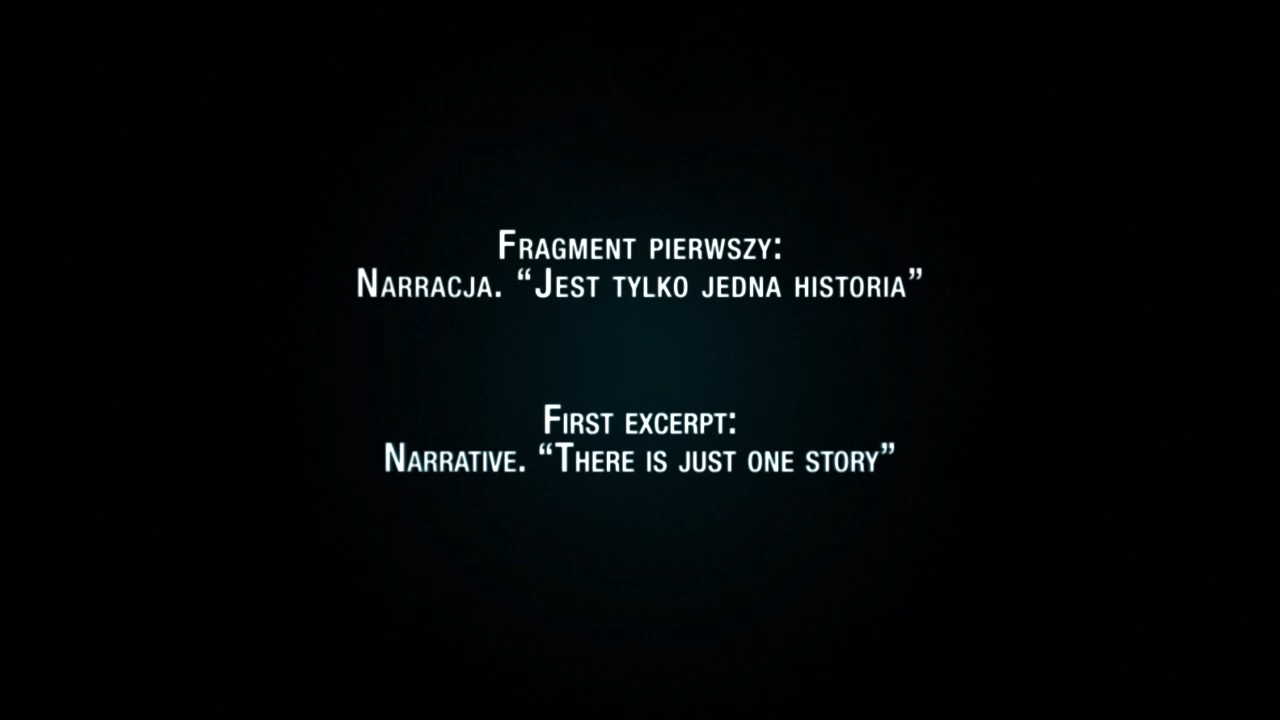 Fragment pierwszy:
Narracja. “Jest tylko jedna historia”
First excerpt:
Narrative. “There is just one story”